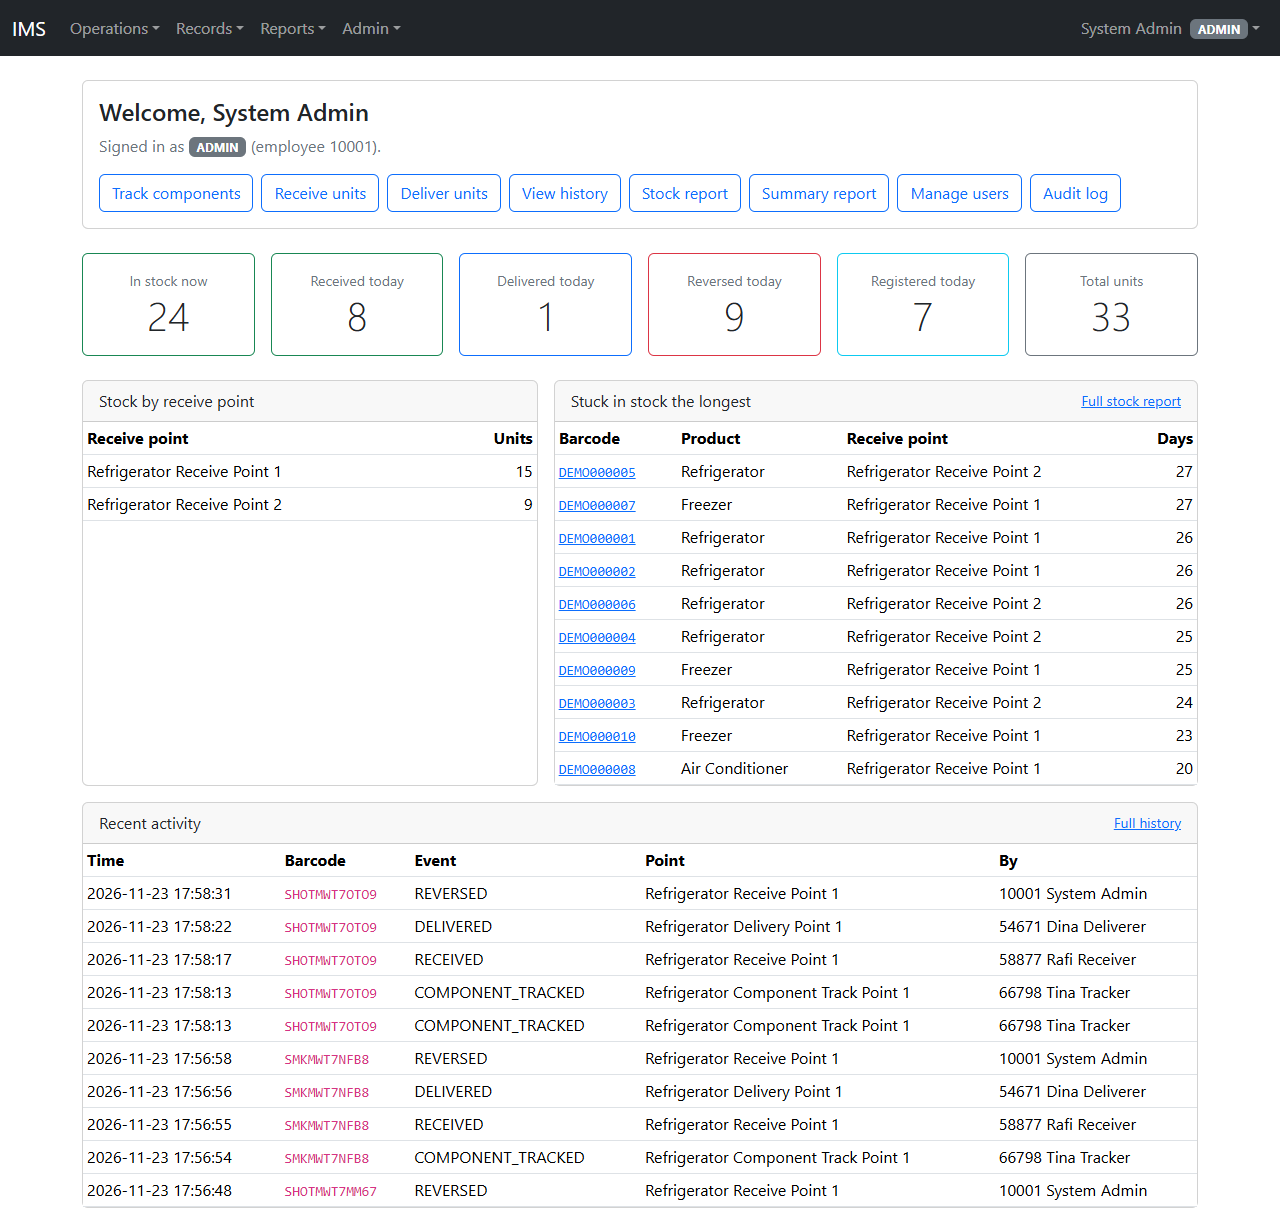 IMS Operations Records Reports Admin System Admin ADMIN
Welcome, System Admin
Signed in as ADMIN (employee 10001).
Track components Receive units Deliver units View history Stock report Summary report Manage users Audit log
In stock now Received today Delivered today Reversed today Registered today Total units
24 8 1 9 7 33
Stock by receive point
Receive point Units
Refrigerator Receive Point 1 15
Refrigerator Receive Point 2 9
Stuck in stock the longest Full stock report
Barcode Product Receive point Days
DEMO000005 Refrigerator Refrigerator Receive Point 2 27
DEMO000007 Freezer Refrigerator Receive Point 1 27
DEMO000001 Refrigerator Refrigerator Receive Point 1 26
DEMO000002 Refrigerator Refrigerator Receive Point 1 26
DEMO000006 Refrigerator Refrigerator Receive Point 2 26
DEMO000004 Refrigerator Refrigerator Receive Point 2 25
DEMO000009 Freezer Refrigerator Receive Point 1 25
DEMO000003 Refrigerator Refrigerator Receive Point 2 24
DEMO000010 Freezer Refrigerator Receive Point 1 23
DEMO000008 Air Conditioner Refrigerator Receive Point 1 20
Recent activity Full history
Time Barcode Event Point By
2026-11-23 17:58:31 SHOTMWT7OTO9 REVERSED Refrigerator Receive Point 1 10001 System Admin
2026-11-23 17:58:22 SHOTMWT7OTO9 DELIVERED Refrigerator Delivery Point 1 54671 Dina Deliverer
2026-11-23 17:58:17 SHOTMWT7OTO9 RECEIVED Refrigerator Receive Point 1 58877 Rafi Receiver
2026-11-23 17:58:13 SHOTMWT7OTO9 COMPONENT_TRACKED Refrigerator Component Track Point 1 66798 Tina Tracker
2026-11-23 17:58:13 SHOTMWT7OTO9 COMPONENT_TRACKED Refrigerator Component Track Point 1 66798 Tina Tracker
2026-11-23 17:56:58 SMKMWT7NFB8 REVERSED Refrigerator Receive Point 1 10001 System Admin
2026-11-23 17:56:56 SMKMWT7NFB8 DELIVERED Refrigerator Delivery Point 1 54671 Dina Deliverer
2026-11-23 17:56:55 SMKMWT7NFB8 RECEIVED Refrigerator Receive Point 1 58877 Rafi Receiver
2026-11-23 17:56:54 SMKMWT7NFB8 COMPONENT_TRACKED Refrigerator Component Track Point 1 66798 Tina Tracker
2026-11-23 17:56:48 SHOTMWT7MM67 REVERSED Refrigerator Receive Point 1 10001 System Admin